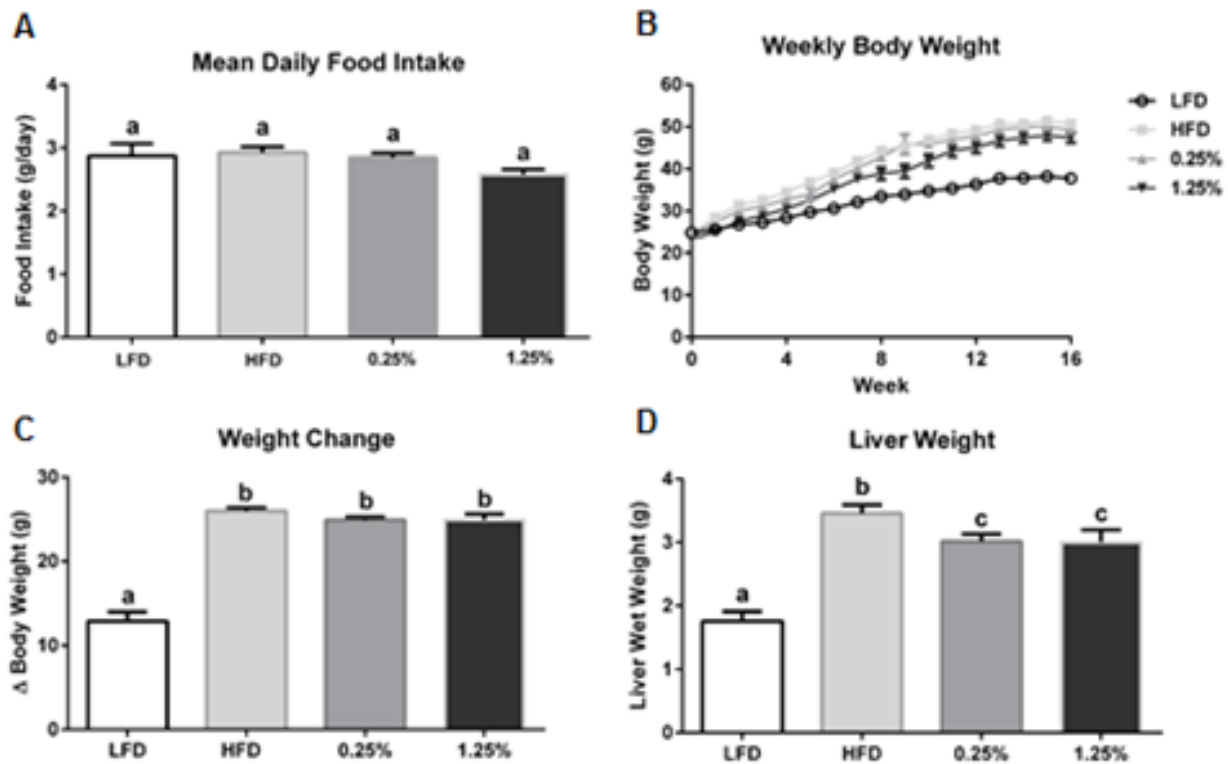 A
Mean Daily Food Intake
Food Intake (g/day)
4
3
2
1
0
a
a
a
a
LFD
HFD
0.25%
1.25%
B
Weekly Body Weight
Body Weight (g)
60
50
40
30
20
10
0
0
4
8
12
16
Week
LFD
HFD
0.25%
1.25%
C
Weight Change
Δ Body Weight (g)
30
20
10
0
a
b
b
b
LFD
HFD
0.25%
1.25%
D
Liver Weight
Liver Wet Weight (g)
4
3
2
1
0
a
b
c
c
LFD
HFD
0.25%
1.25%